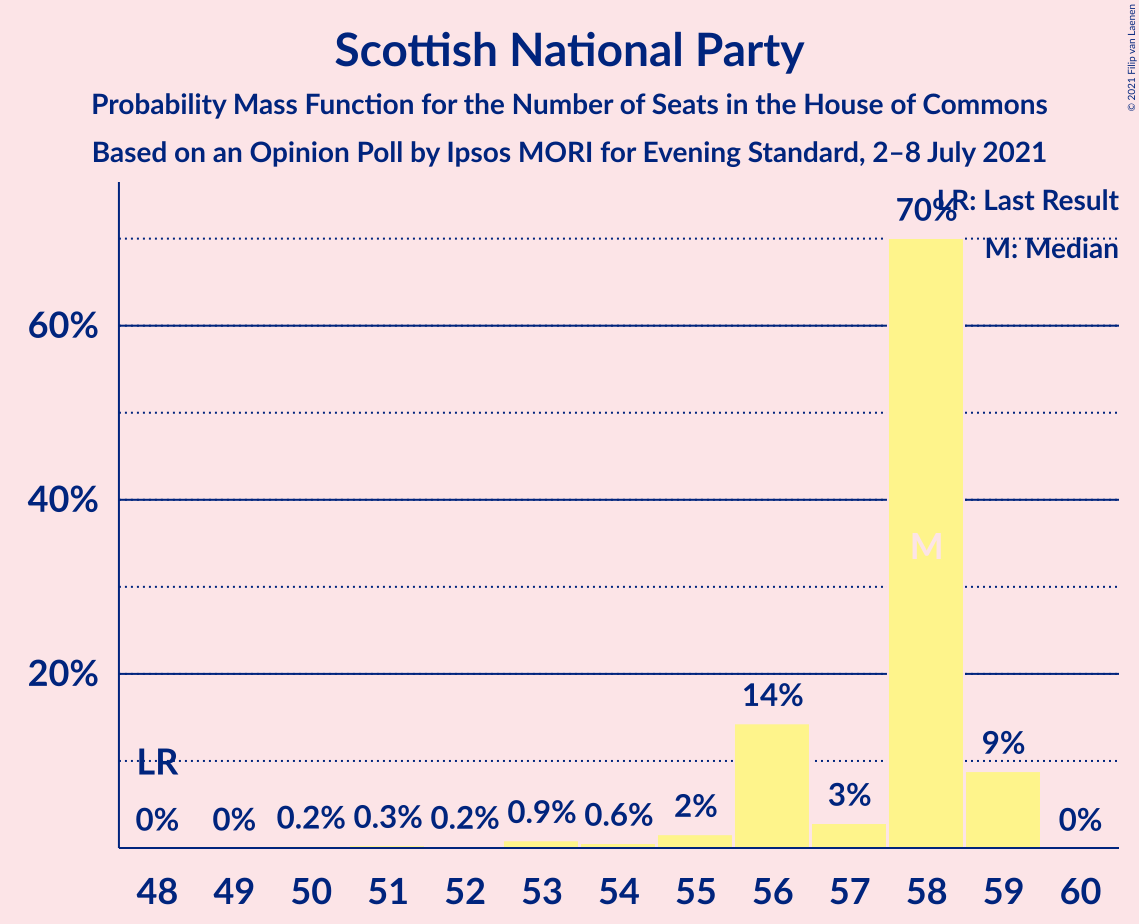 Scottish National Party
Probability Mass Function for the Number of Seats in the House of Commons
Based on an Opinion Poll by Ipsos MORI for Evening Standard, 2–8 July 2021
© 2021 Filip van Laenen
LR: Last Result
M: Median
70%
60%
40%
M
20%
14%
9%
LR
3%
2%
0% 0% 0.2% 0.3% 0.2% 0.9% 0.6% 0%
48 49 50 51 52 53 54 55 56 57 58 59 60